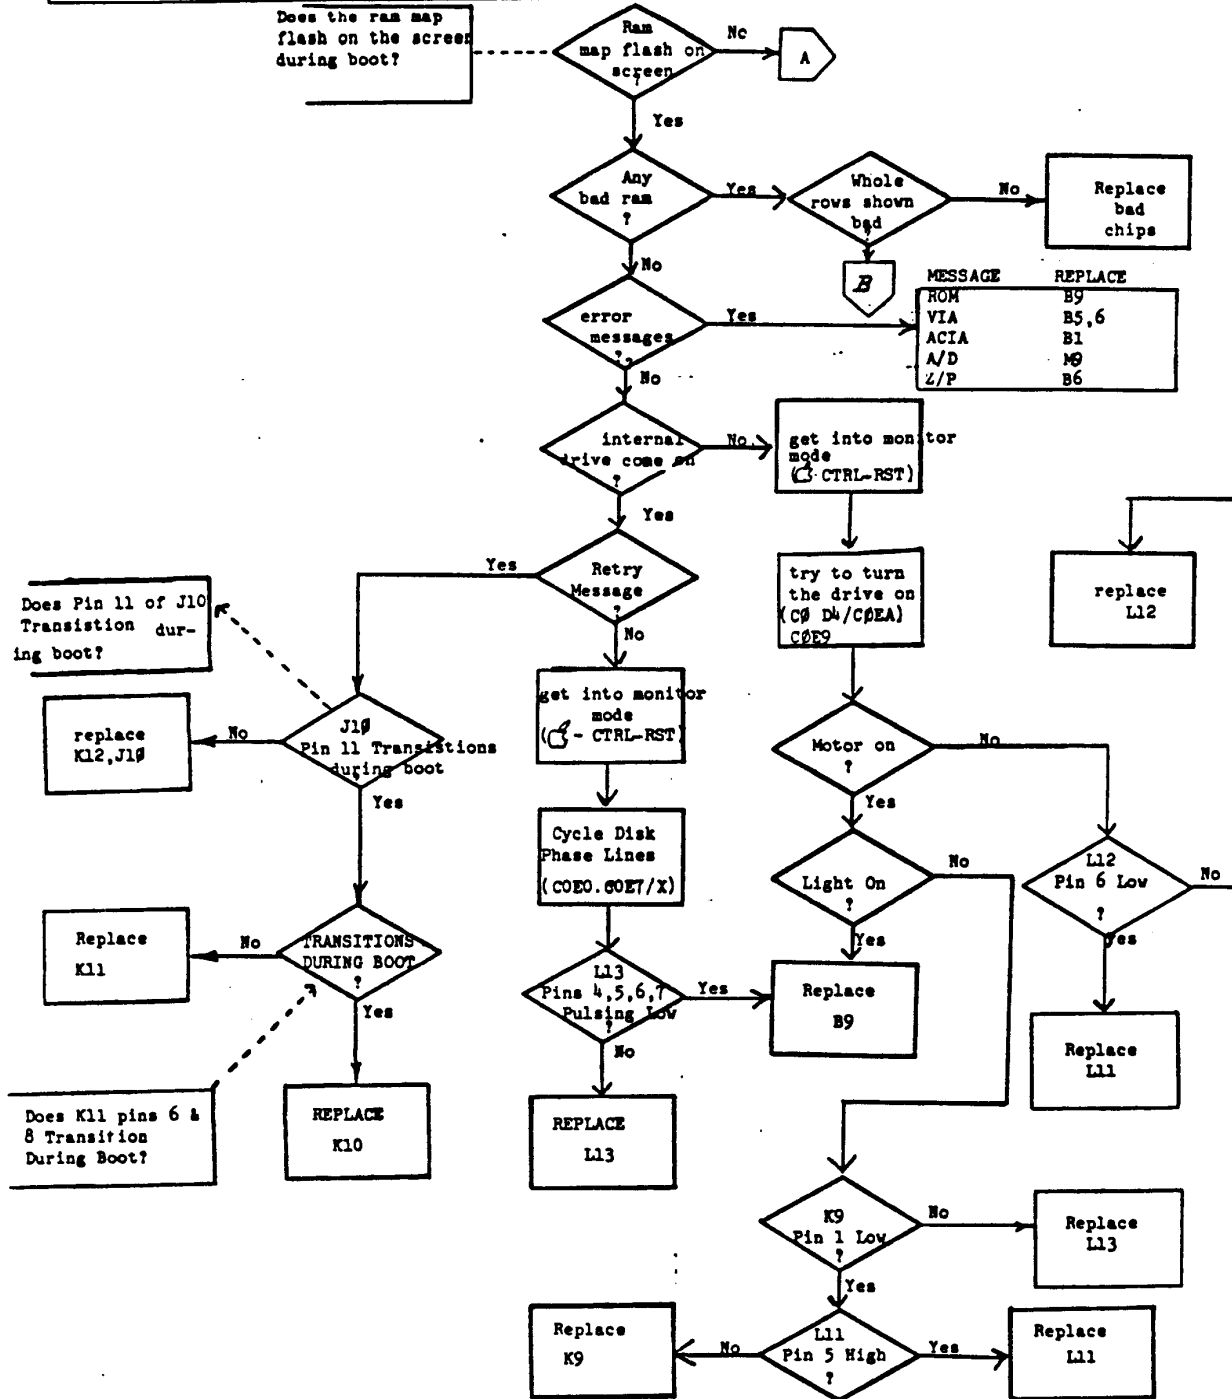 Does the ram map
flash on the screen
during boot?
Ram
map flash on
screen
?
No
A
Yes
Any
bad ram
?
Yes
Whole
rows shown
bad
?
No
Replace
bad
chips
No
B
MESSAGE REPLACE
ROM B9
VIA B5,6
ACIA B1
A/D M9
Z/P B6
error
messages
?
Yes
No
internal
drive come on
?
No
get into monitor
mode
( - CTRL-RST)
Yes
Retry
Message
?
Yes
No
try to turn
the drive on
(CØ D4/CØEA)
CØE9
replace
L12
Does Pin 11 of J10
Transistion dur-
ing boot?
get into monitor
mode
( - CTRL-RST)
J1Ø
Pin 11 Transistions
during boot
No
replace
K12,J1Ø
Yes
Motor on
?
No
Yes
Cycle Disk
Phase Lines
(COE0.COE7/X)
Light On
?
No
Yes
L12
Pin 6 Low
?
No
Yes
TRANSITIONS
DURING BOOT
?
No
Replace
K11
Yes
L13
Pins 4,5,6,7
Pulsing Low
?
Yes
Replace
B9
No
Replace
L11
Does K11 pins 6 &
8 Transition
During Boot?
REPLACE
K10
REPLACE
L13
K9
Pin 1 Low
?
No
Replace
L13
Yes
L11
Pin 5 High
?
No
Replace
K9
Yes
Replace
L11